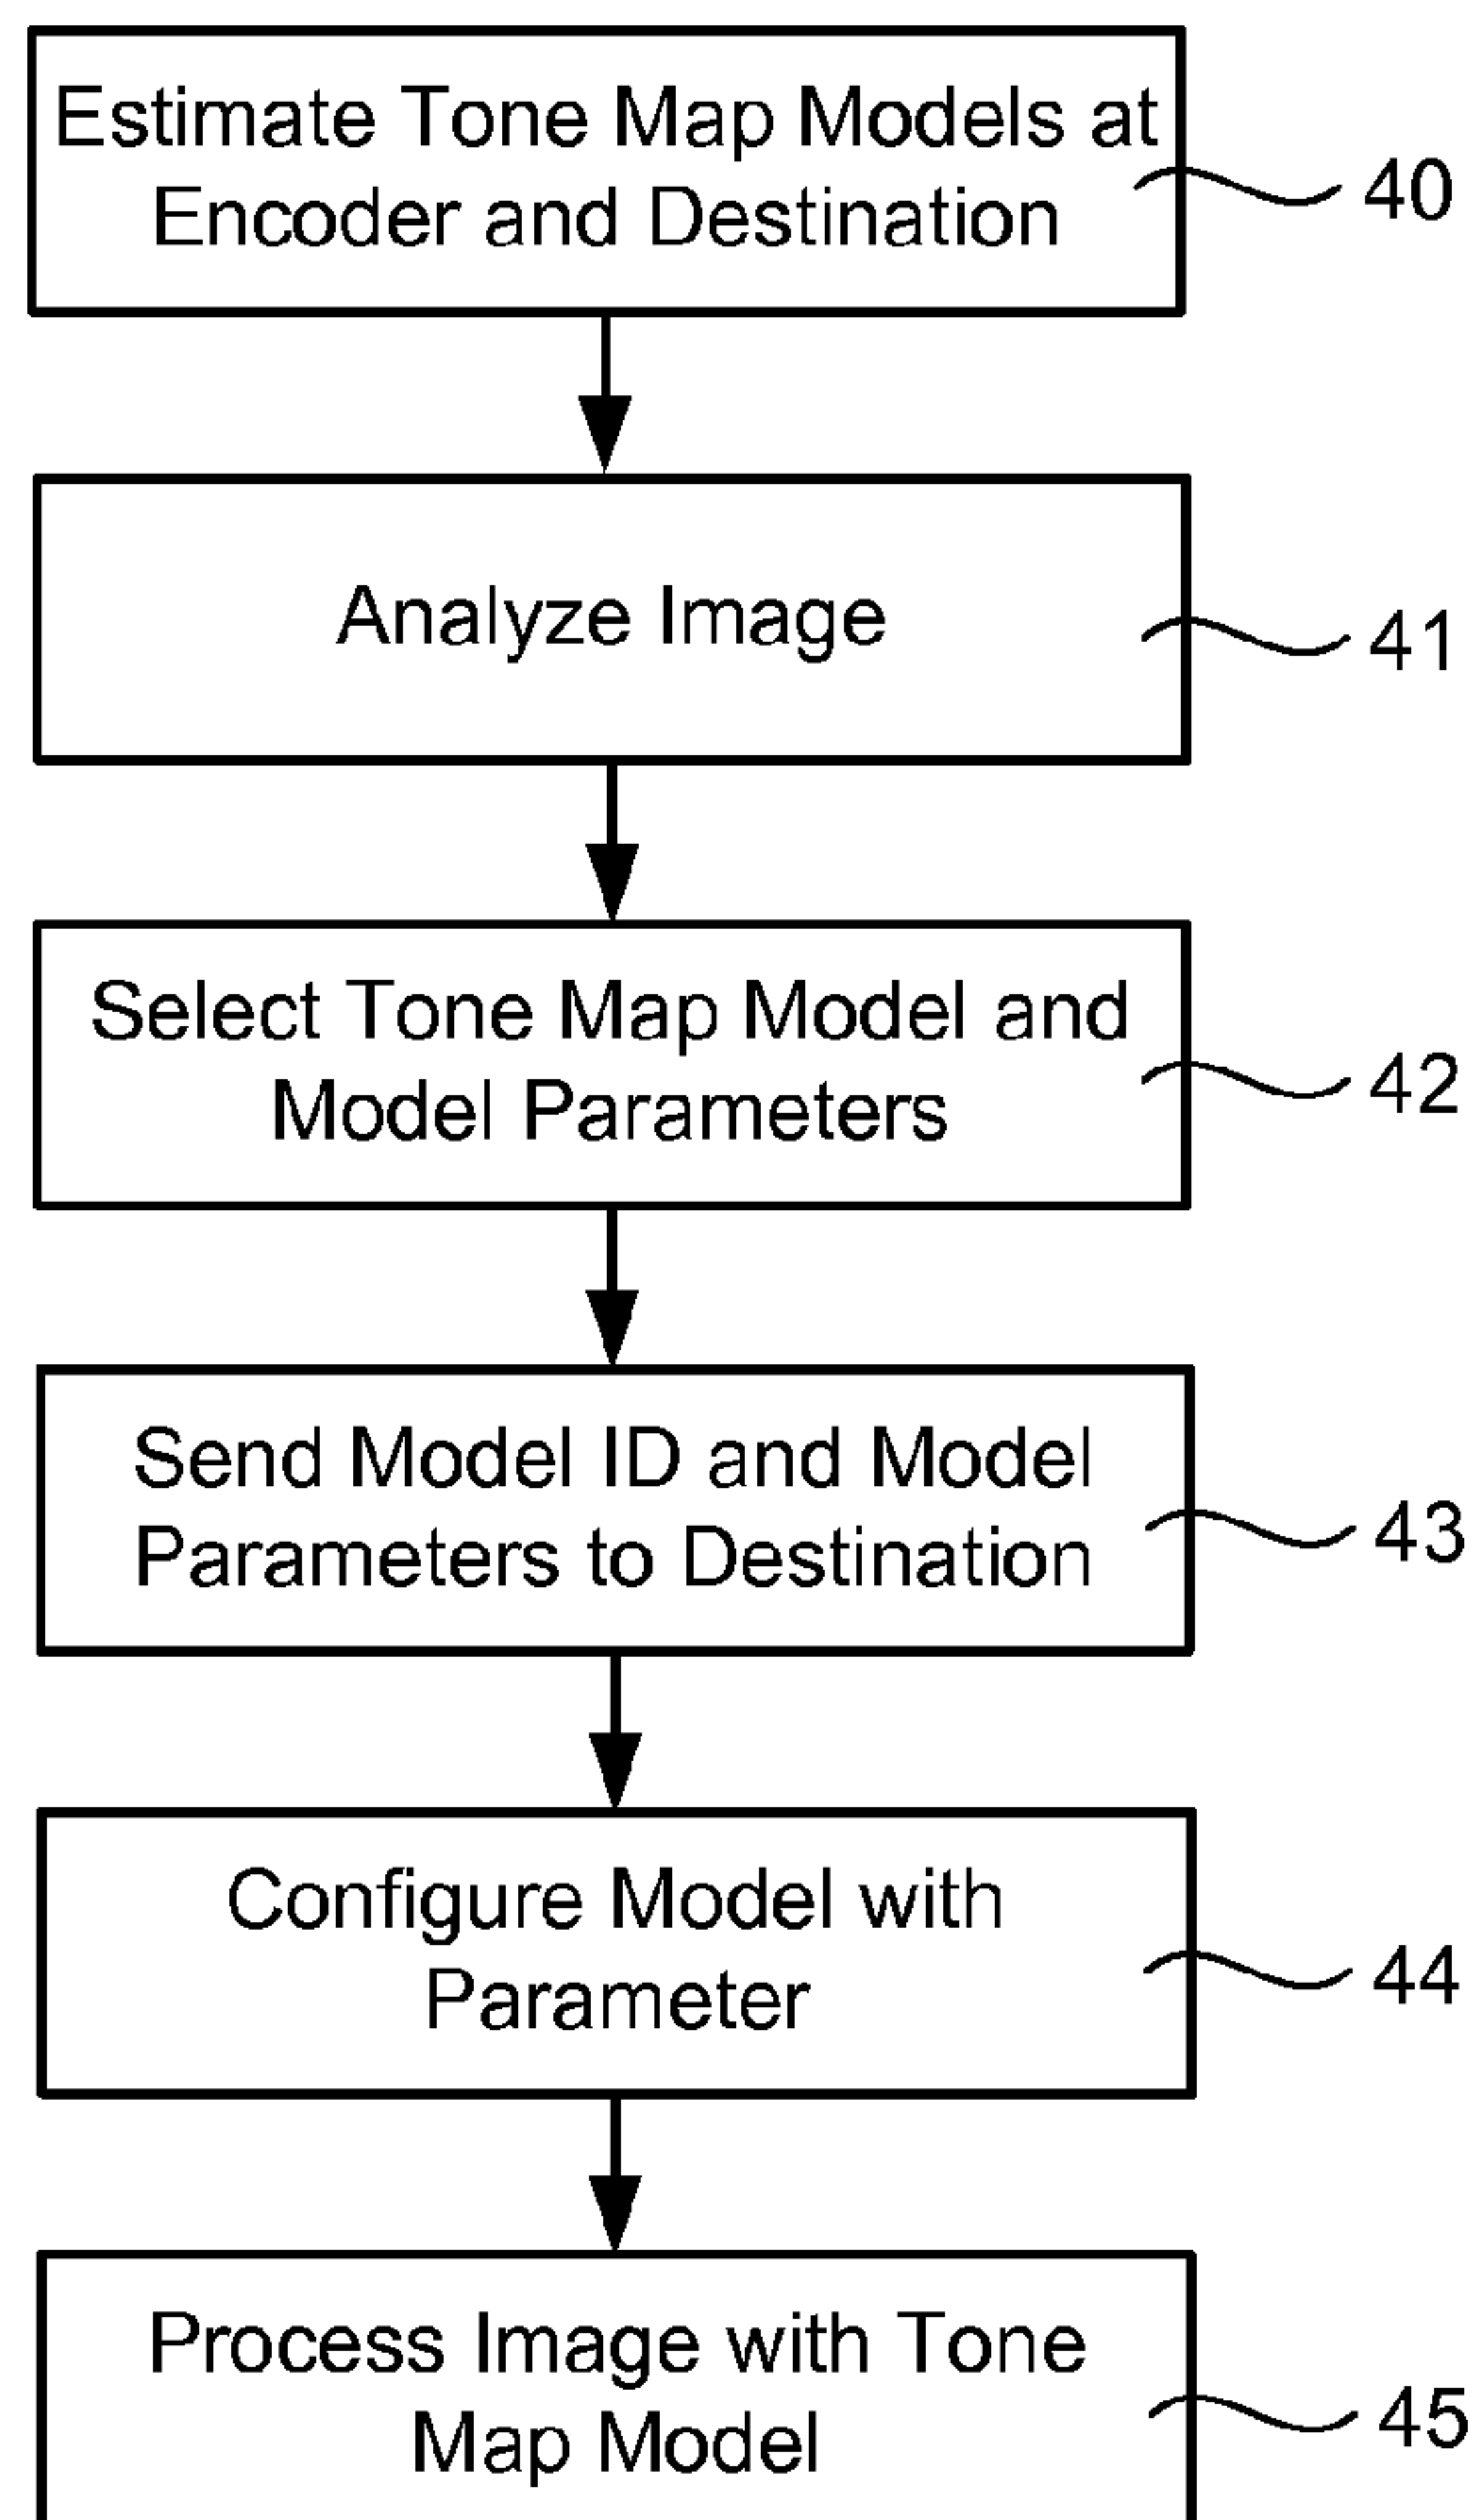 Estimate Tone Map Models at
Encoder and Destination
40
Analyze Image
41
Select Tone Map Model and
Model Parameters
42
Send Model ID and Model
Parameters to Destination
43
Configure Model with
Parameter
44
Process Image with Tone
Map Model
45